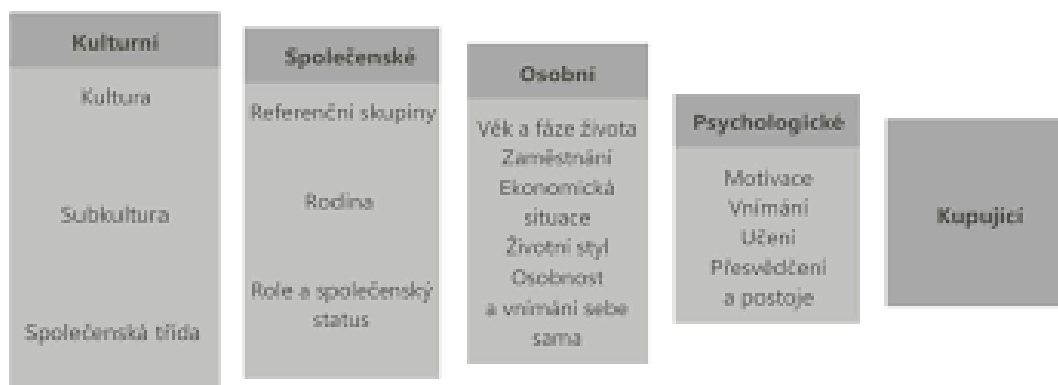 Kulturní
Kultura
Subkultura
Společenská třída
Společenské
Referenční skupiny
Rodina
Role a společenský
status
Osobní
Věk a fáze života
Zaměstnání
Ekonomická
situace
Životní styl
Osobnost
a vnímání sebe
sama
Psychologické
Motivace
Vnímání
Učení
Přesvědčení
a postoje
Kupující